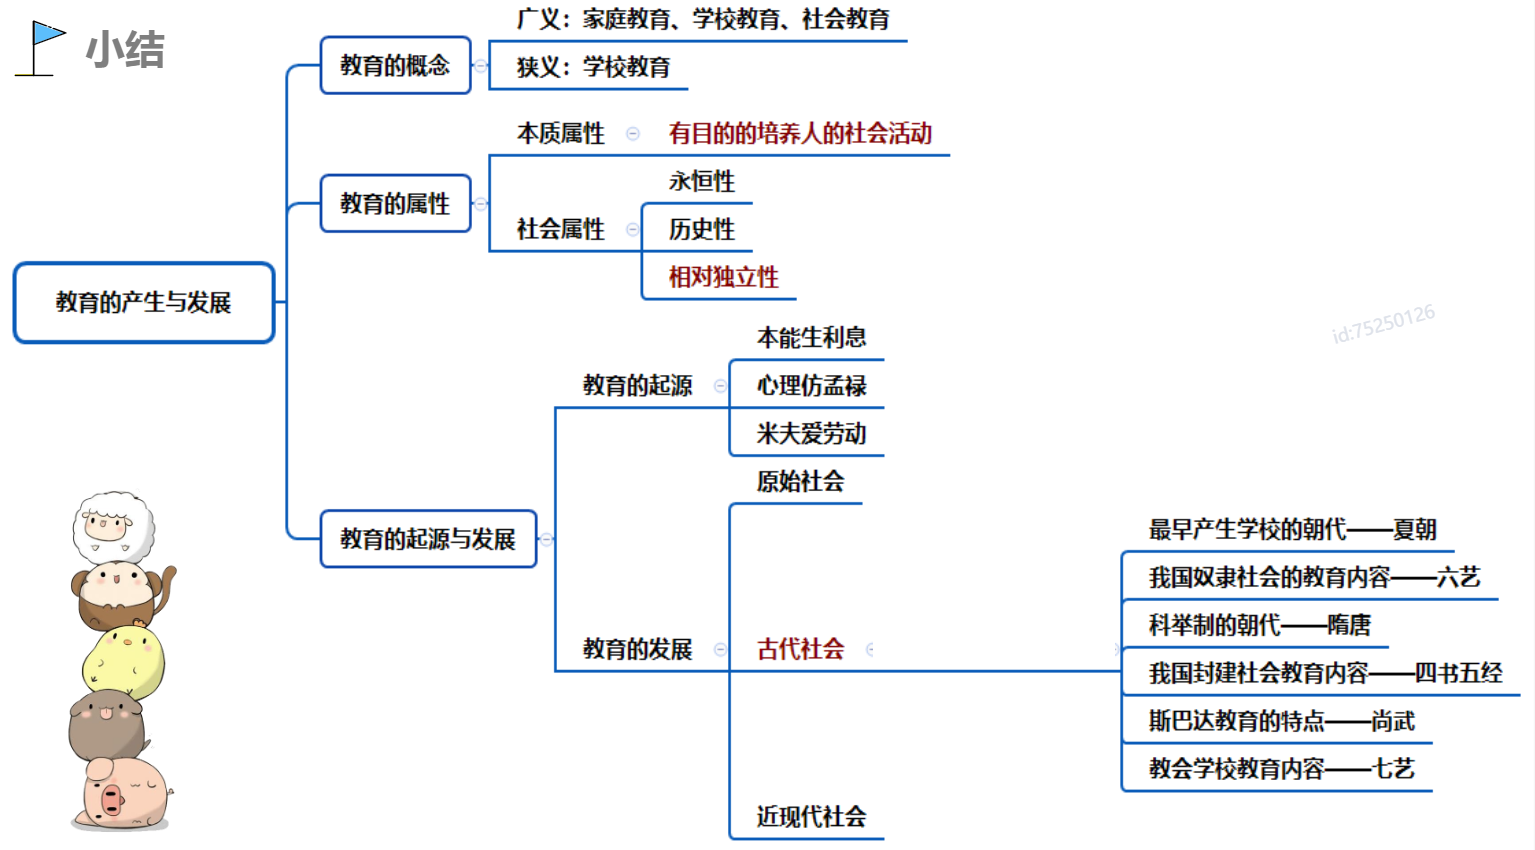 小结
教育的产生与发展
教育的概念
广义：家庭教育、学校教育、社会教育
狭义：学校教育
教育的属性
本质属性
有目的的培养人的社会活动
社会属性
永恒性
历史性
相对独立性
教育的起源与发展
教育的起源
本能生利息
心理仿孟禄
米夫爱劳动
教育的发展
原始社会
古代社会
最早产生学校的朝代——夏朝
我国奴隶社会的教育内容——六艺
科举制的朝代——隋唐
我国封建社会教育内容——四书五经
斯巴达教育的特点——尚武
教会学校教育内容——七艺
近现代社会
id:75250126